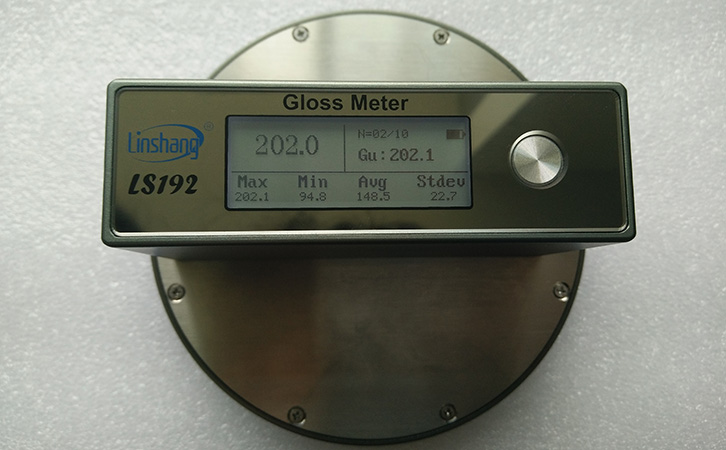 Gloss Meter
Linshang®
LS192
202.0
N=02/10
Gu:202.1
Max Min Avg Stdev
202.1 94.8 148.5 22.7